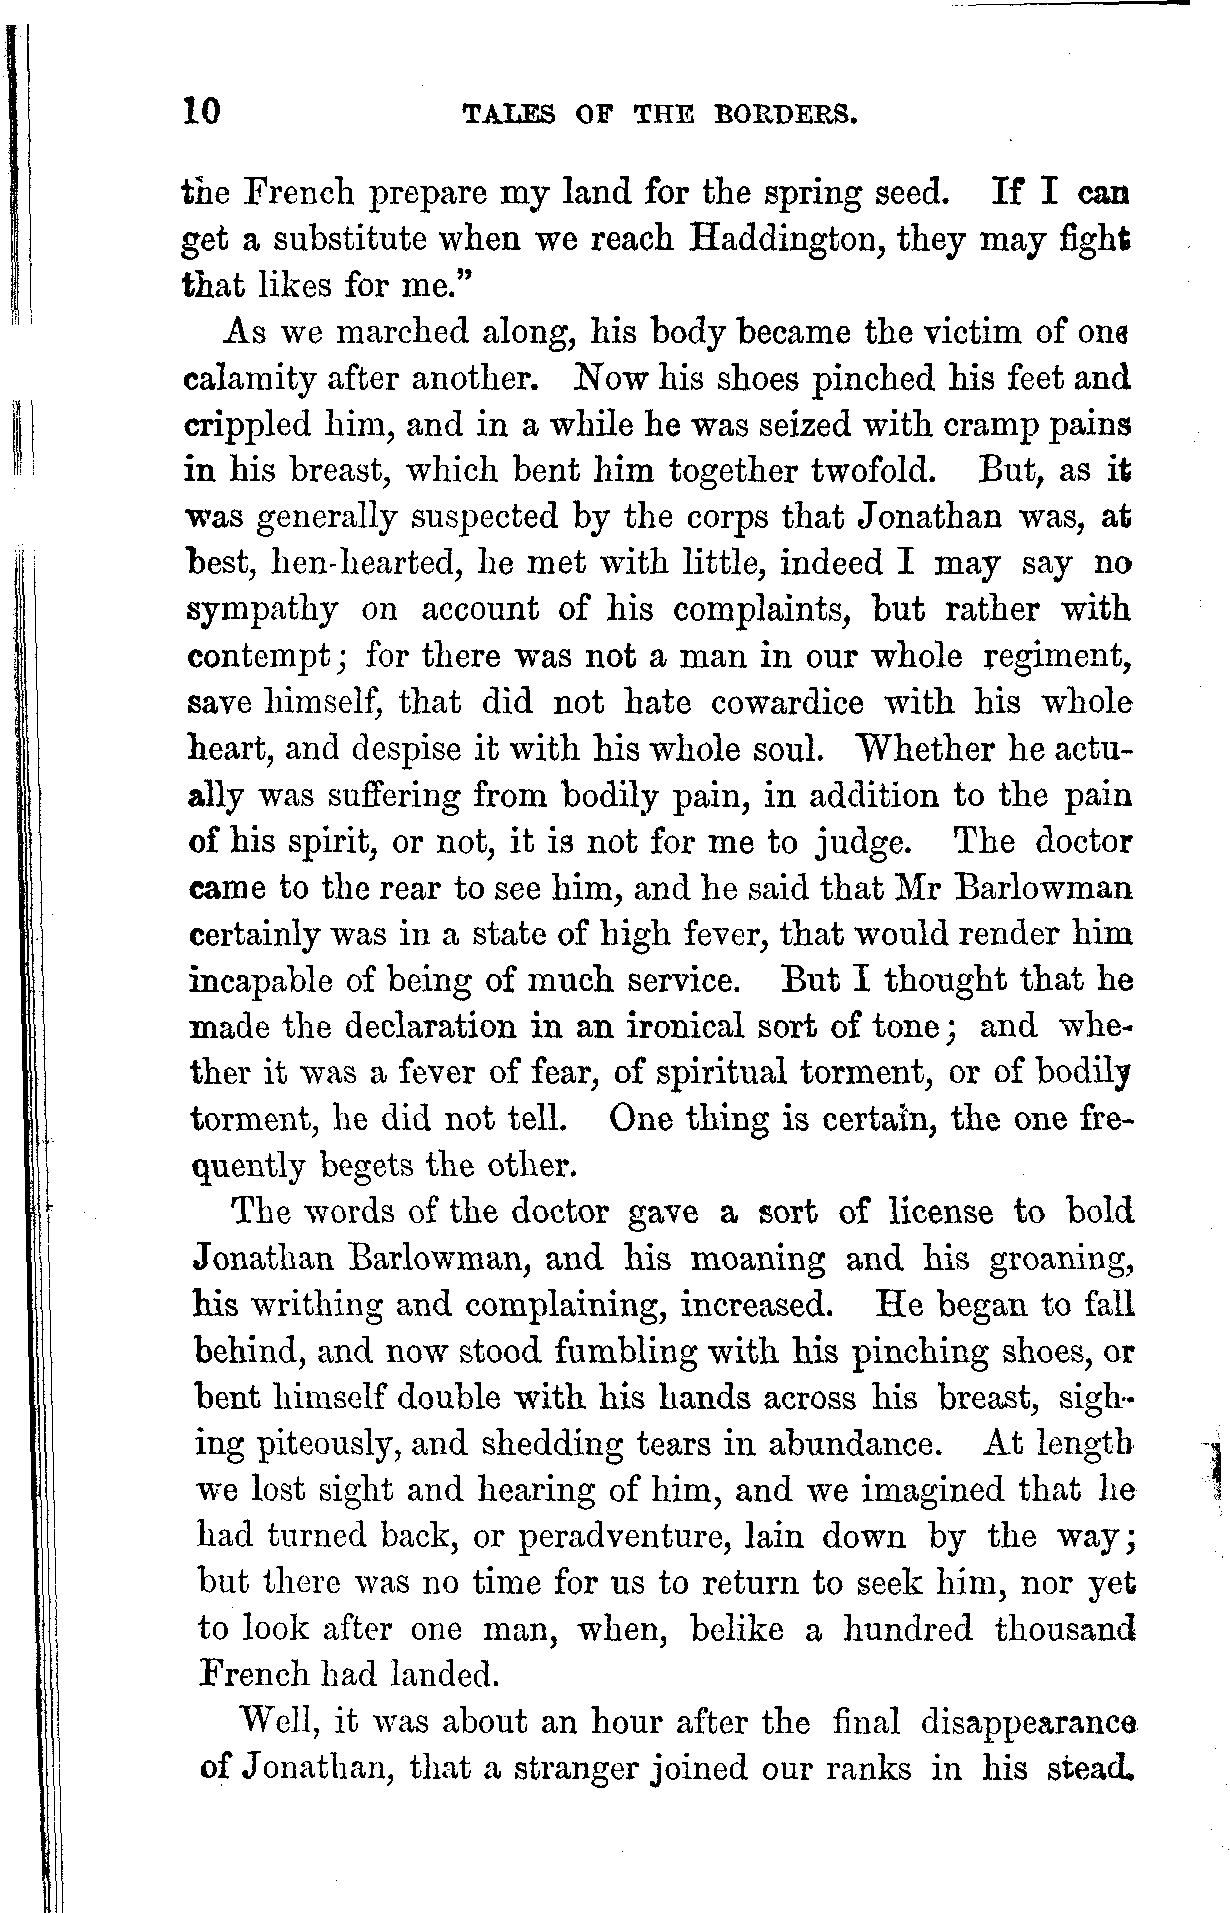 10 TALES OF THE BORDERS.
the French prepare my land for the spring seed. If I can
get a substitute when we reach Haddington, they may fight
that likes for me."
As we marched along, his body became the victim of one
calamity after another. Now his shoes pinched his feet and
crippled him, and in a while he was seized with cramp pains
in his breast, which bent him together twofold. But, as it
was generally suspected by the corps that Jonathan was, at
best, hen-hearted, he met with little, indeed I may say no
sympathy on account of his complaints, but rather with
contempt; for there was not a man in our whole regiment,
save himself, that did not hate cowardice with his whole
heart, and despise it with his whole soul. Whether he actu-
ally was suffering from bodily pain, in addition to the pain
of his spirit, or not, it is not for me to judge. The doctor
came to the rear to see him, and he said that Mr Barlowman
certainly was in a state of high fever, that would render him
incapable of being of much service. But I thought that he
made the declaration in an ironical sort of tone; and whe-
ther it was a fever of fear, of spiritual torment, or of bodily
torment, he did not tell. One thing is certain, the one fre-
quently begets the other.
The words of the doctor gave a sort of license to bold
Jonathan Barlowman, and his moaning and his groaning,
his writhing and complaining, increased. He began to fall
behind, and now stood fumbling with his pinching shoes, or
bent himself double with his hands across his breast, sigh-
ing piteously, and shedding tears in abundance. At length
we lost sight and hearing of him, and we imagined that he
had turned back, or peradventure, lain down by the way;
but there was no time for us to return to seek him, nor yet
to look after one man, when, belike a hundred thousand
French had landed.
Well, it was about an hour after the final disappearance
of Jonathan, that a stranger joined our ranks in his stead.